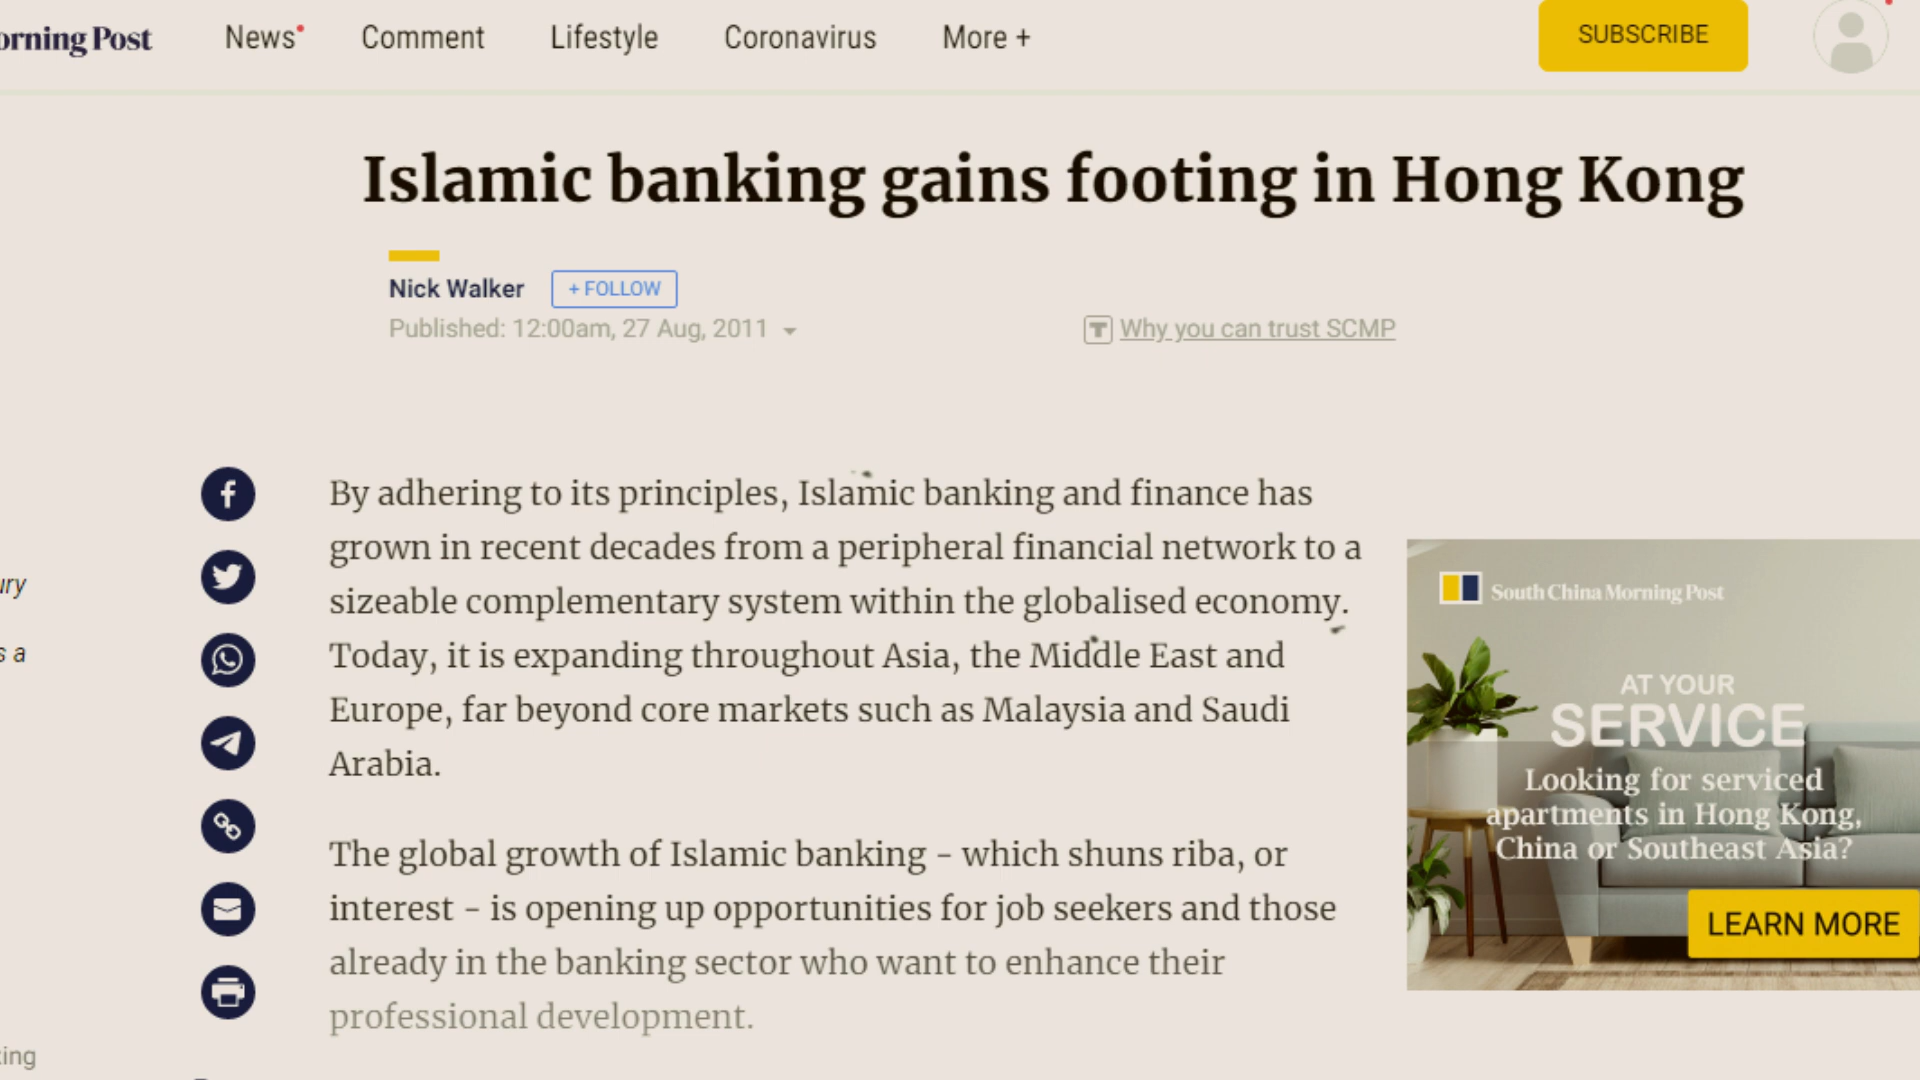 orning Post
News
Comment
Lifestyle
Coronavirus
More +
SUBSCRIBE
Islamic banking gains footing in Hong Kong
Nick Walker
+ FOLLOW
Published: 12:00am, 27 Aug, 2011
Why you can trust SCMP
By adhering to its principles, Islamic banking and finance has
grown in recent decades from a peripheral financial network to a
sizeable complementary system within the globalised economy.
Today, it is expanding throughout Asia, the Middle East and
Europe, far beyond core markets such as Malaysia and Saudi
Arabia.
The global growth of Islamic banking - which shuns riba, or
interest - is opening up opportunities for job seekers and those
already in the banking sector who want to enhance their
professional development.
ury
s a
ing
South China Morning Post
AT YOUR
SERVICE
Looking for serviced
apartments in Hong Kong,
China or Southeast Asia?
LEARN MORE